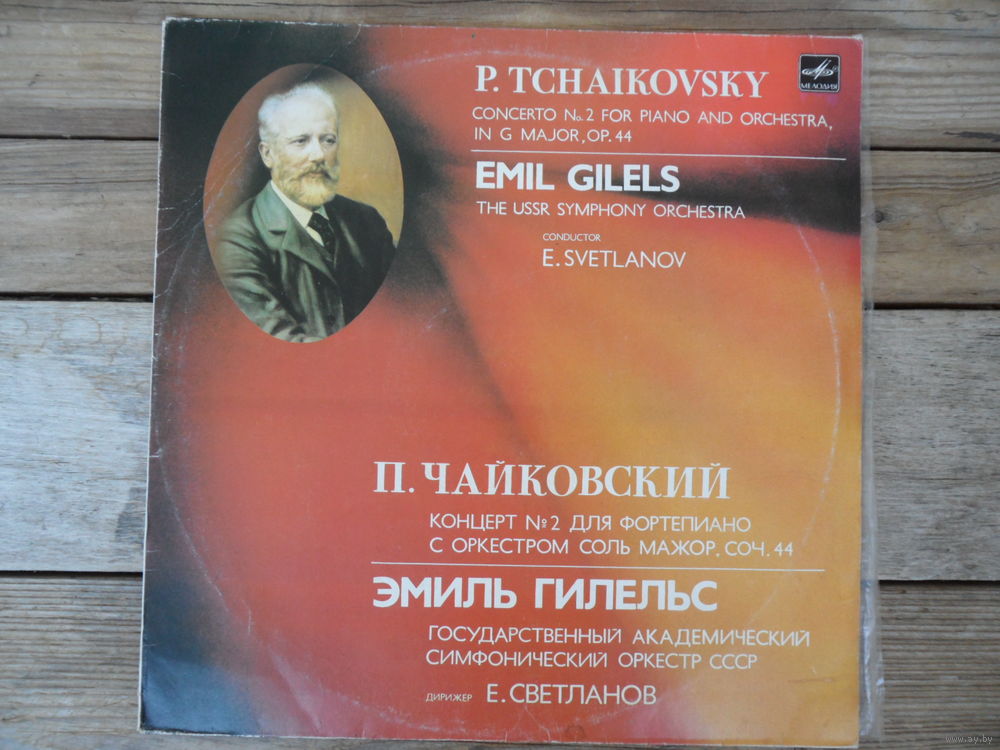 P. TCHAIKOVSKY
CONCERTO No. 2 FOR PIANO AND ORCHESTRA,
IN G MAJOR, OP. 44
EMIL GILELS
THE USSR SYMPHONY ORCHESTRA
CONDUCTOR
E. SVETLANOV
МЕЛОДИЯ
П. ЧАЙКОВСКИЙ
КОНЦЕРТ №2 ДЛЯ ФОРТЕПИАНО
С ОРКЕСТРОМ СОЛЬ МАЖОР, СОЧ. 44
ЭМИЛЬ ГИЛЕЛЬС
ГОСУДАРСТВЕННЫЙ АКАДЕМИЧЕСКИЙ
СИМФОНИЧЕСКИЙ ОРКЕСТР СССР
ДИРИЖЕР Е. СВЕТЛАНОВ
www.ay.by